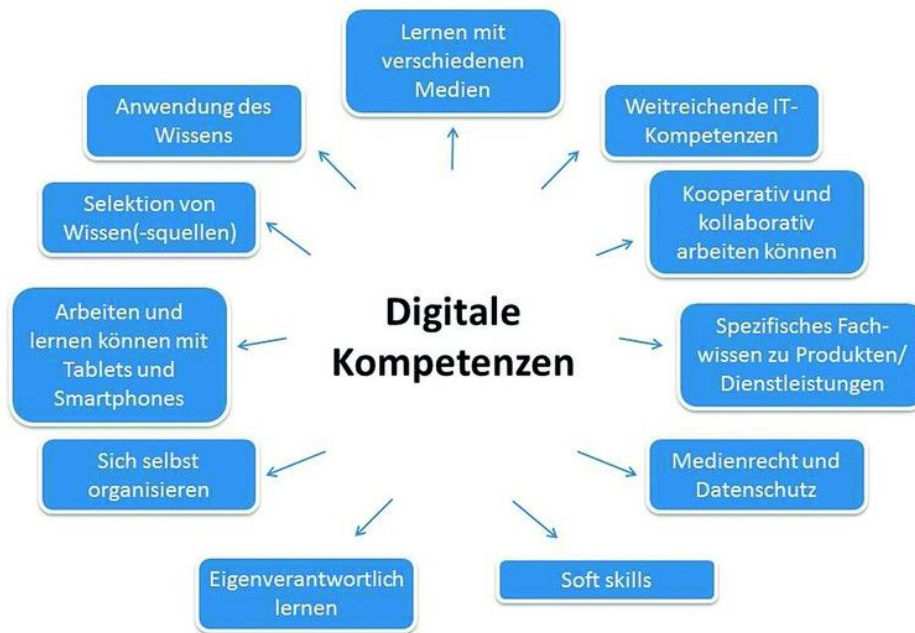 Digitale
Kompetenzen
Lernen mit
verschiedenen
Medien
Weitreichende IT-
Kompetenzen
Kooperativ und
kollaborativ
arbeiten können
Spezifisches Fach-
wissen zu Produkten/
Dienstleistungen
Medienrecht und
Datenschutz
Soft skills
Eigenverantwortlich
lernen
Sich selbst
organisieren
Arbeiten und
lernen können mit
Tablets und
Smartphones
Selektion von
Wissen(-squellen)
Anwendung des
Wissens